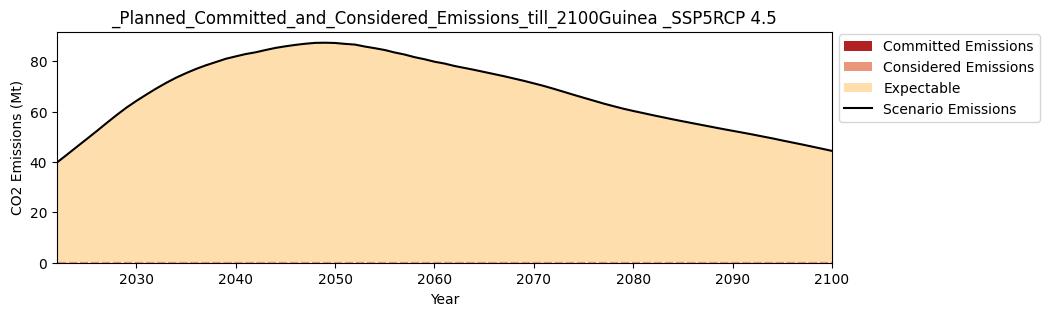 _Planned_Committed_and_Considered_Emissions_till_2100Guinea _SSP5RCP 4.5
CO2 Emissions (Mt)
80
60
40
20
0
2030 2040 2050 2060 2070 2080 2090 2100
Year
Committed Emissions
Considered Emissions
Expectable
Scenario Emissions